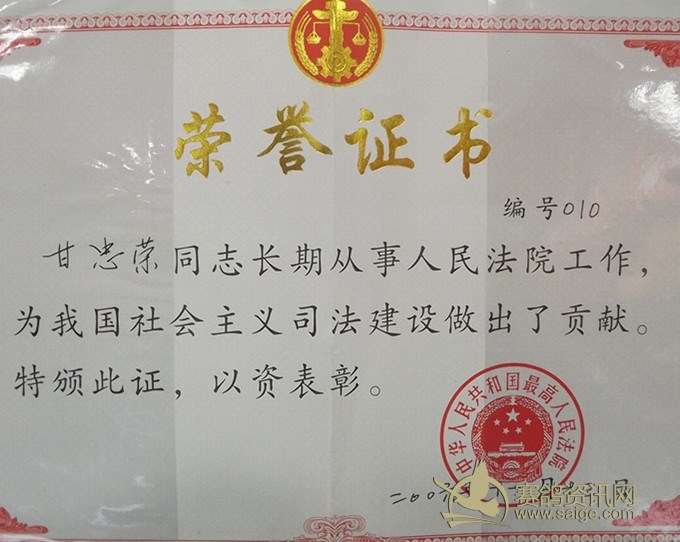 荣誉证书
编号010
甘忠荣同志长期从事人民法院工作，
为我国社会主义司法建设做出了贡献。
特颁此证，以资表彰。
中华人民共和国最高人民法院
月
日
赛鸽资讯网
www.saige.com